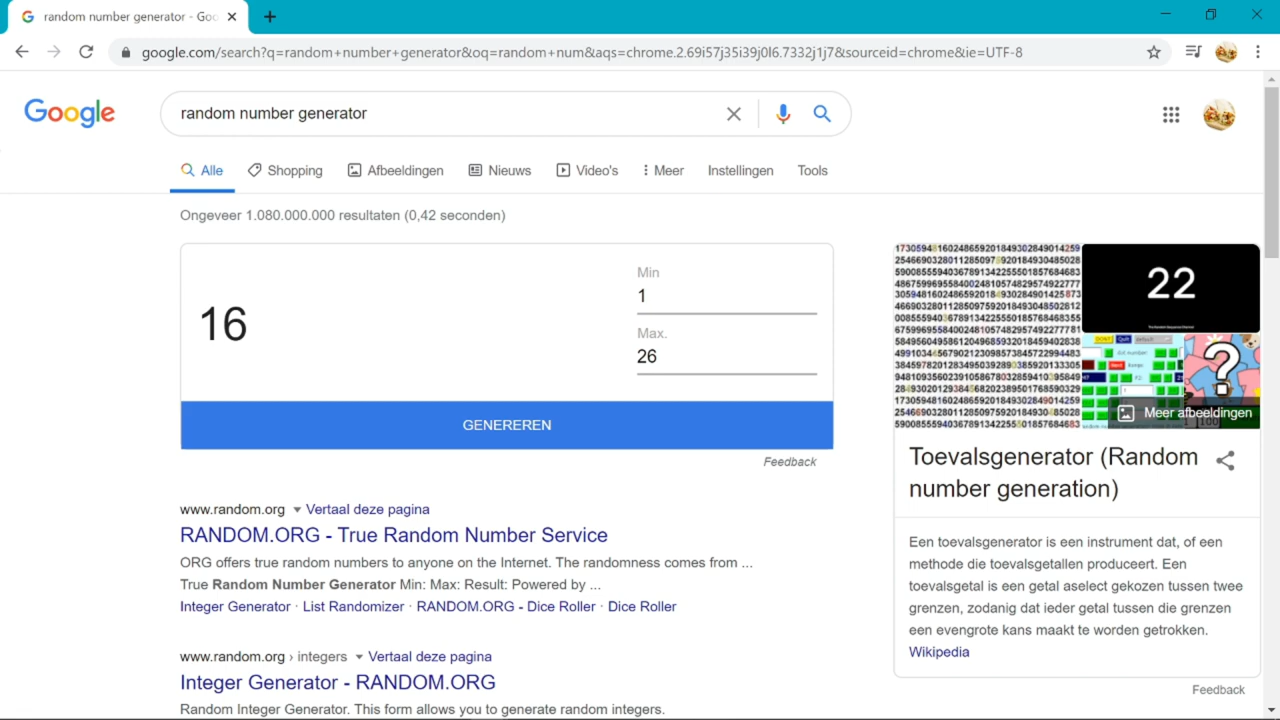 random number generator - Goo
google.com/search?q=random+number+generator&oq=random+num&aqs=chrome.2.69i57j35i39j0l6.7332j1j7&sourceid=chrome&ie=UTF-8
Google
random number generator
Alle Shopping Afbeeldingen Nieuws Video's Meer Instellingen Tools
Ongeveer 1.080.000.000 resultaten (0,42 seconden)
16
Min
1
Max.
26
GENEREREN
Feedback
www.random.org Vertaal deze pagina
RANDOM.ORG - True Random Number Service
ORG offers true random numbers to anyone on the Internet. The randomness comes from ...
True Random Number Generator Min: Max: Result: Powered by ...
Integer Generator · List Randomizer · RANDOM.ORG - Dice Roller · Dice Roller
www.random.org › integers Vertaal deze pagina
Integer Generator - RANDOM.ORG
Random Integer Generator. This form allows you to generate random integers.
22
?
Meer afbeeldingen
Toevalsgenerator (Random
number generation)
Een toevalsgenerator is een instrument dat, of een
methode die toevalsgetallen produceert. Een
toevalsgetal is een getal aselect gekozen tussen twee
grenzen, zodanig dat ieder getal tussen die grenzen
een evengrote kans maakt te worden getrokken.
Wikipedia
Feedback